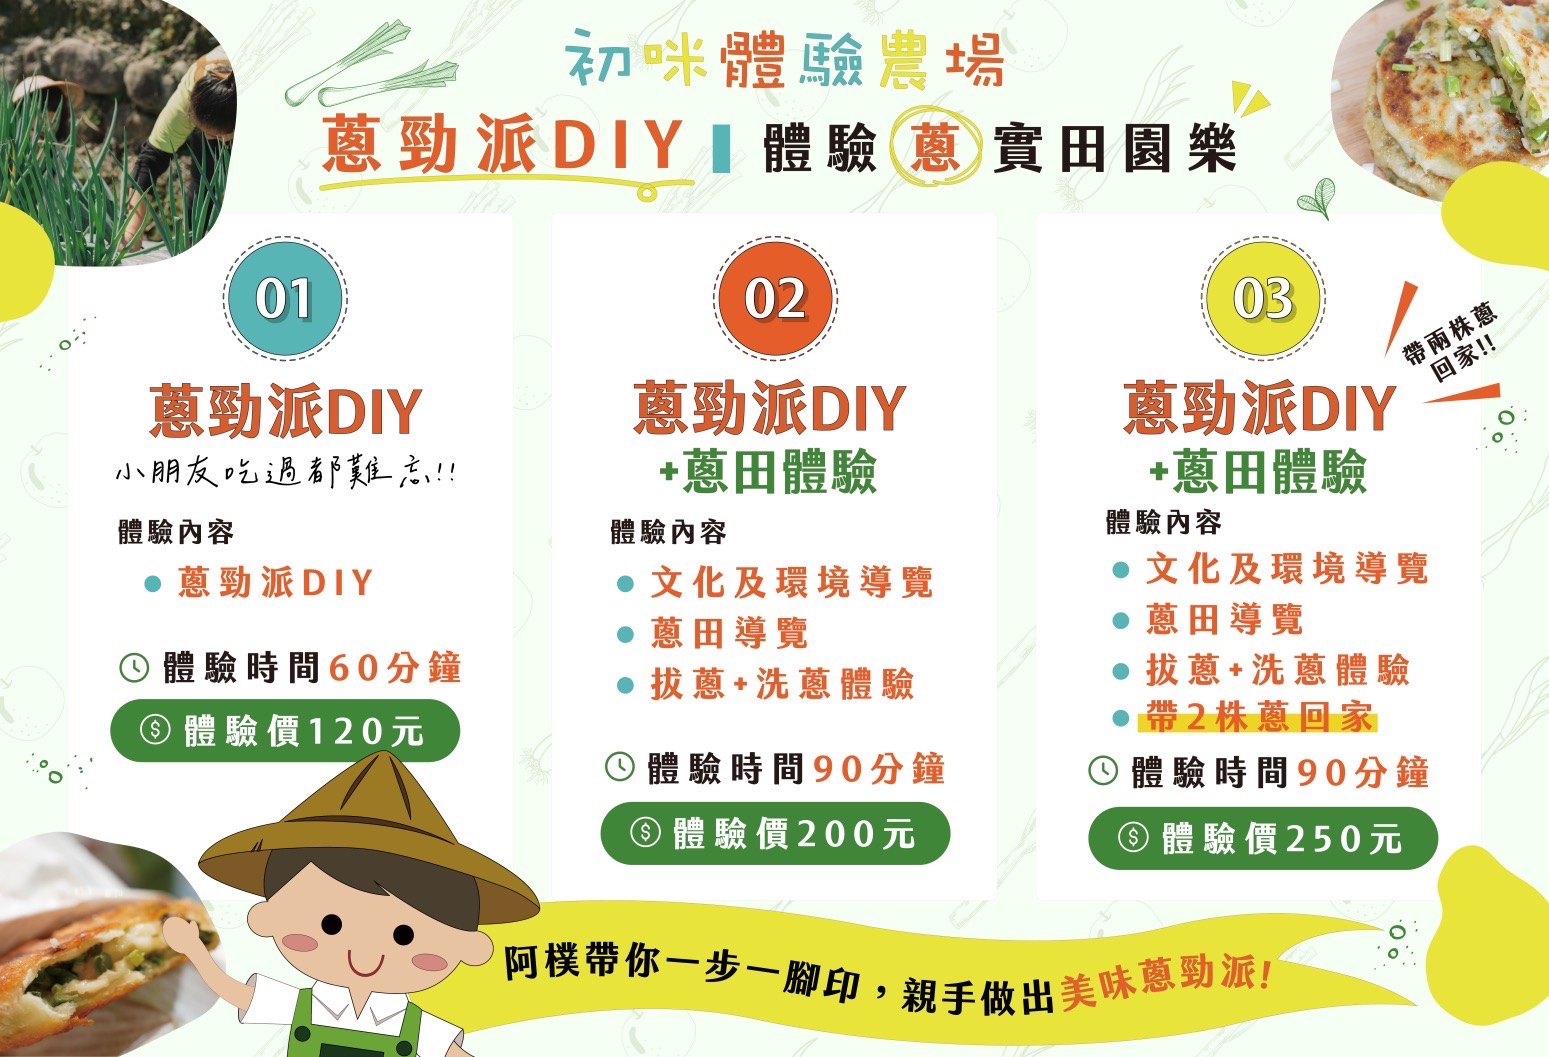 初咪體驗農場
蔥勁派DIY 體驗蔥實田園樂
01
蔥勁派DIY
小朋友吃過都難忘!!
體驗內容
蔥勁派DIY
體驗時間60分鐘
體驗價120元
02
蔥勁派DIY
+蔥田體驗
體驗內容
文化及環境導覽
蔥田導覽
拔蔥+洗蔥體驗
體驗時間90分鐘
體驗價200元
03
帶兩株蔥
回家!!
蔥勁派DIY
+蔥田體驗
體驗內容
文化及環境導覽
蔥田導覽
拔蔥+洗蔥體驗
帶2株蔥回家
體驗時間90分鐘
體驗價250元
阿樸帶你一步一腳印，親手做出美味蔥勁派!